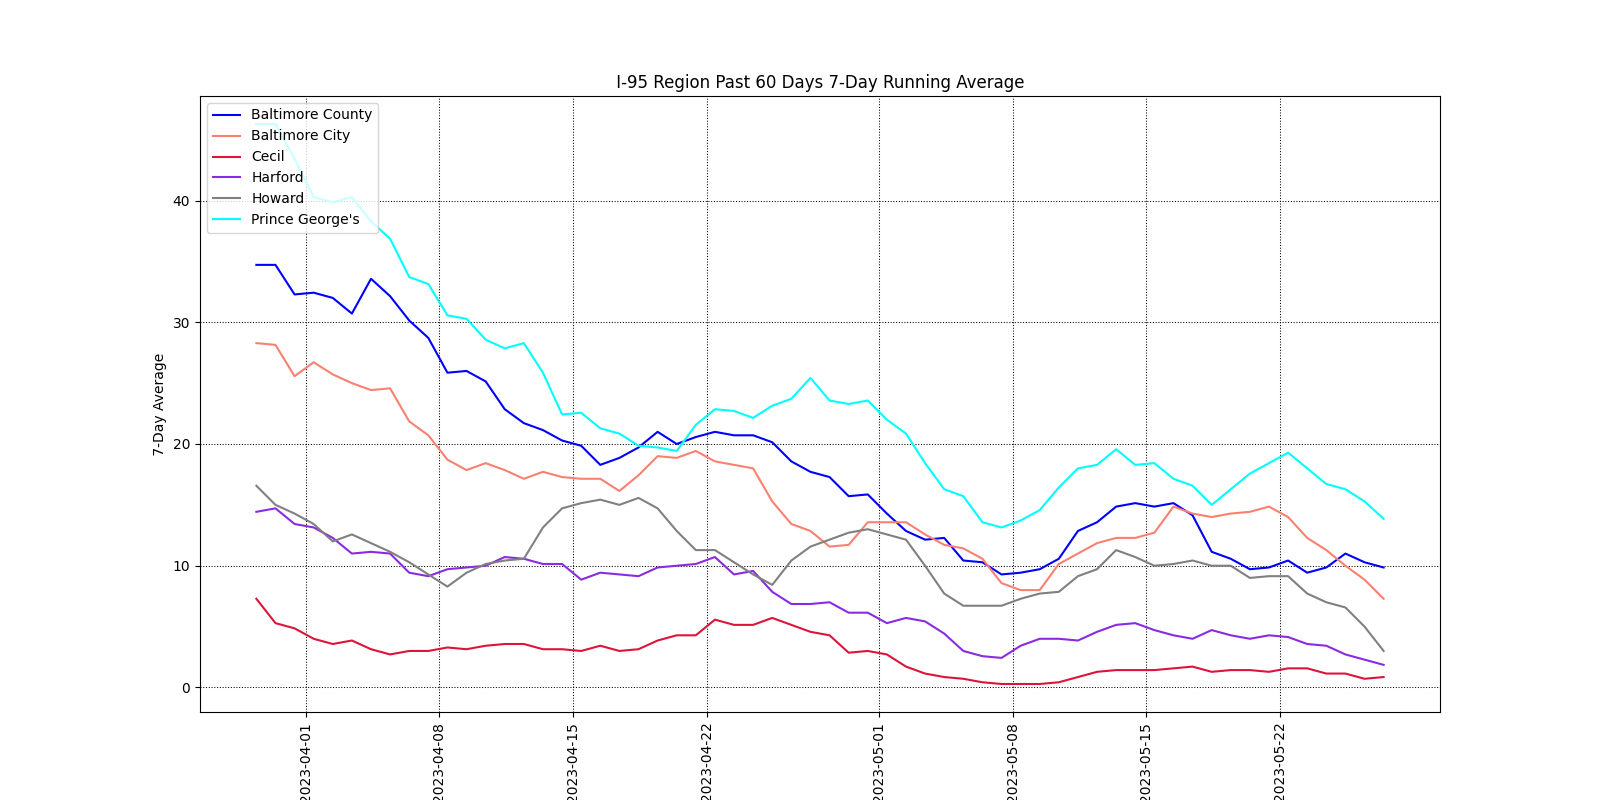 I-95 Region Past 60 Days 7-Day Running Average
Baltimore County
Baltimore City
Cecil
Harford
Howard
Prince George's
7-Day Average
40
30
20
10
0
2023-04-01
2023-04-08
2023-04-15
2023-04-22
2023-05-01
2023-05-08
2023-05-15
2023-05-22